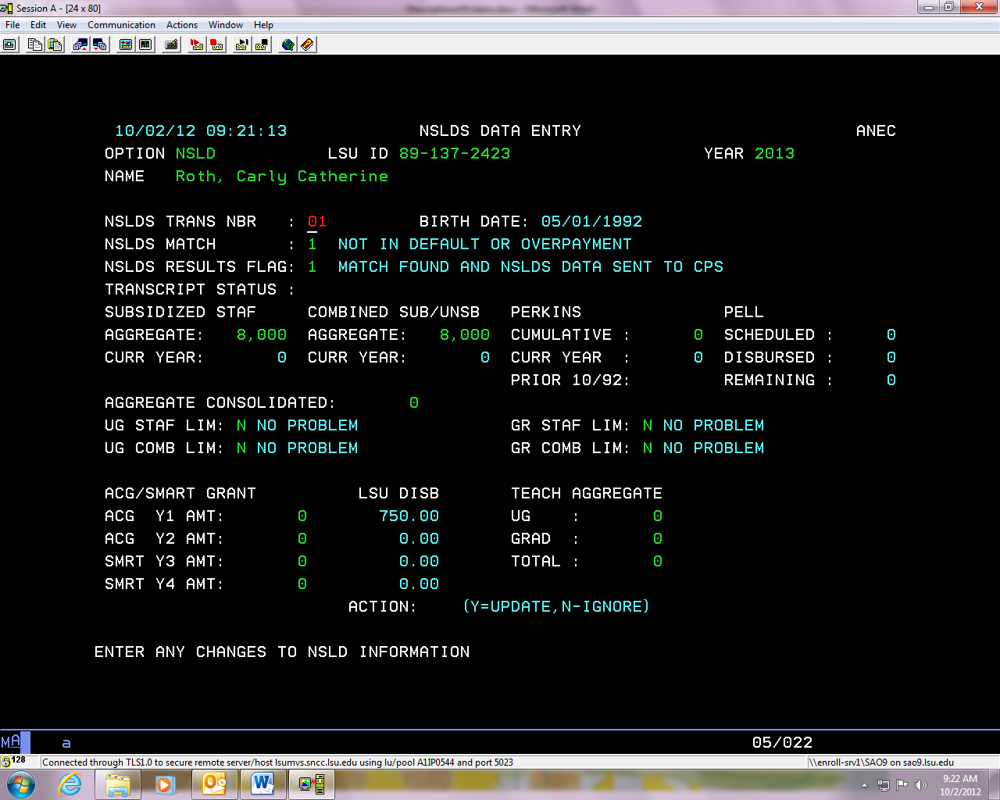 Session A - [24 x 80]
File Edit View Communication Actions Window Help
10/02/12 09:21:13 NSLDS DATA ENTRY ANEC
OPTION NSLD LSU ID 89-137-2423 YEAR 2013
NAME Roth, Carly Catherine
NSLDS TRANS NBR : 01 BIRTH DATE: 05/01/1992
NSLDS MATCH : 1 NOT IN DEFAULT OR OVERPAYMENT
NSLDS RESULTS FLAG: 1 MATCH FOUND AND NSLDS DATA SENT TO CPS
TRANSCRIPT STATUS :
SUBSIDIZED STAF COMBINED SUB/UNSB PERKINS PELL
AGGREGATE: 8,000 AGGREGATE: 8,000 CUMULATIVE : 0 SCHEDULED : 0
CURR YEAR: 0 CURR YEAR: 0 CURR YEAR : 0 DISBURSED : 0
PRIOR 10/92: REMAINING : 0
AGGREGATE CONSOLIDATED: 0
UG STAF LIM: N NO PROBLEM GR STAF LIM: N NO PROBLEM
UG COMB LIM: N NO PROBLEM GR COMB LIM: N NO PROBLEM
ACG/SMART GRANT LSU DISB TEACH AGGREGATE
ACG Y1 AMT: 0 750.00 UG : 0
ACG Y2 AMT: 0 0.00 GRAD : 0
SMRT Y3 AMT: 0 0.00 TOTAL : 0
SMRT Y4 AMT: 0 0.00
ACTION: (Y=UPDATE,N-IGNORE)
ENTER ANY CHANGES TO NSLD INFORMATION
MA a 05/022
128 Connected through TLS1.0 to secure remote server/host lsumvs.sncc.lsu.edu using lu/pool A1IP0544 and port 5023 \\enroll-srv1\SAO9 on sao9.lsu.edu
9:22 AM
10/2/2012